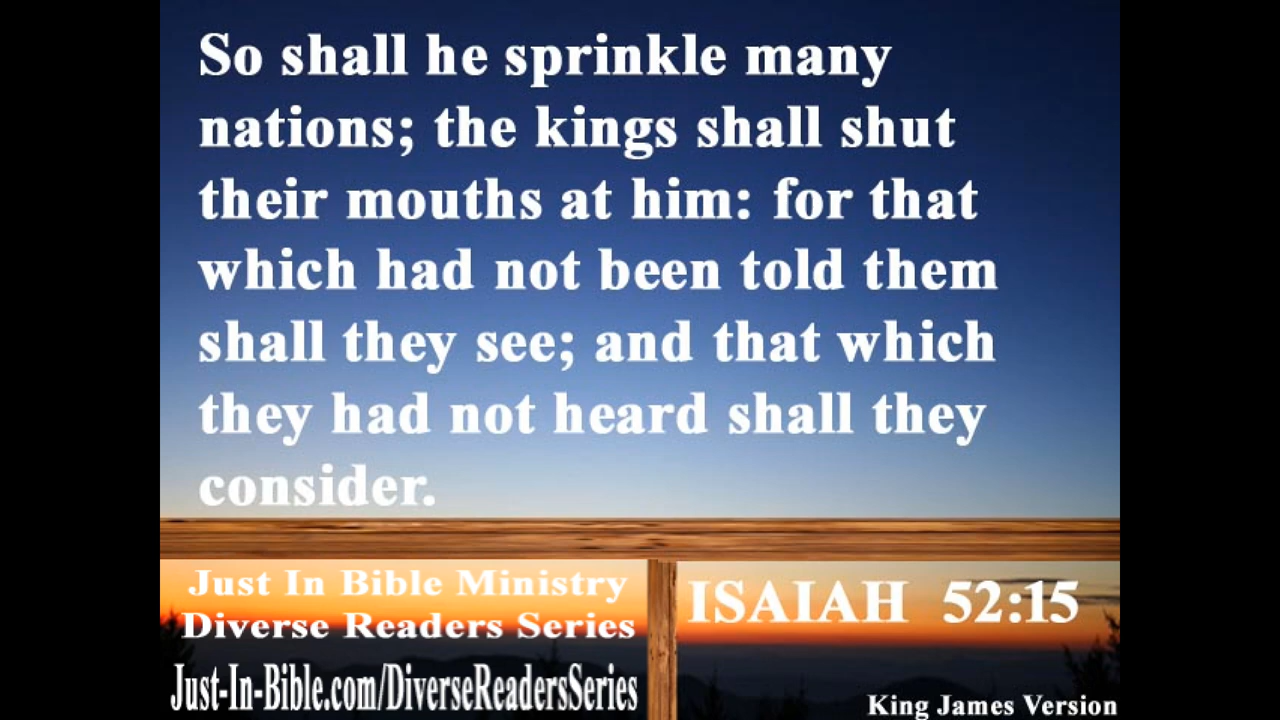 So shall he sprinkle many
nations; the kings shall shut
their mouths at him: for that
which had not been told them
shall they see; and that which
they had not heard shall they
consider.
Just In Bible Ministry
Diverse Readers Series
Just-In-Bible.com/DiverseReadersSeries
ISAIAH 52:15
King James Version